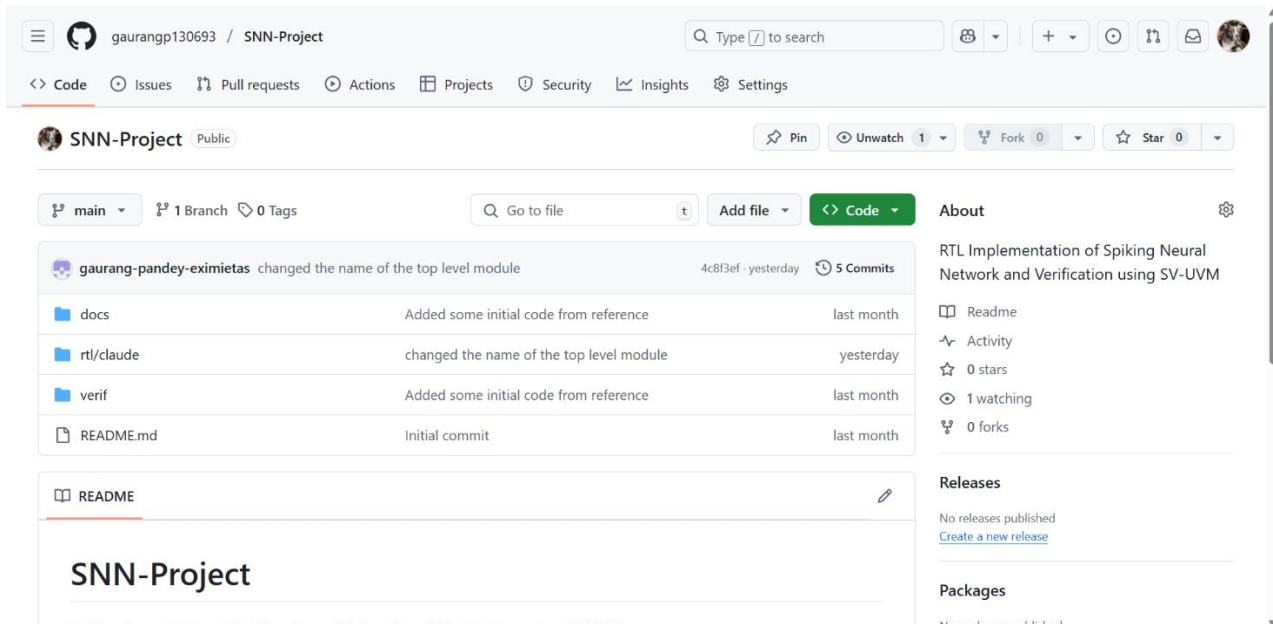 gaurangp130693 / SNN-Project
Type / to search
Code Issues Pull requests Actions Projects Security Insights Settings
SNN-Project Public
Pin Unwatch 1 Fork 0 Star 0
main 1 Branch 0 Tags Go to file t Add file Code
gaurang-pandey-eximietas changed the name of the top level module 4c8f3ef · yesterday 5 Commits
docs Added some initial code from reference last month
rtl/claude changed the name of the top level module yesterday
verif Added some initial code from reference last month
README.md Initial commit last month
README
SNN-Project
About
RTL Implementation of Spiking Neural
Network and Verification using SV-UVM
Readme
Activity
0 stars
1 watching
0 forks
Releases
No releases published
Create a new release
Packages